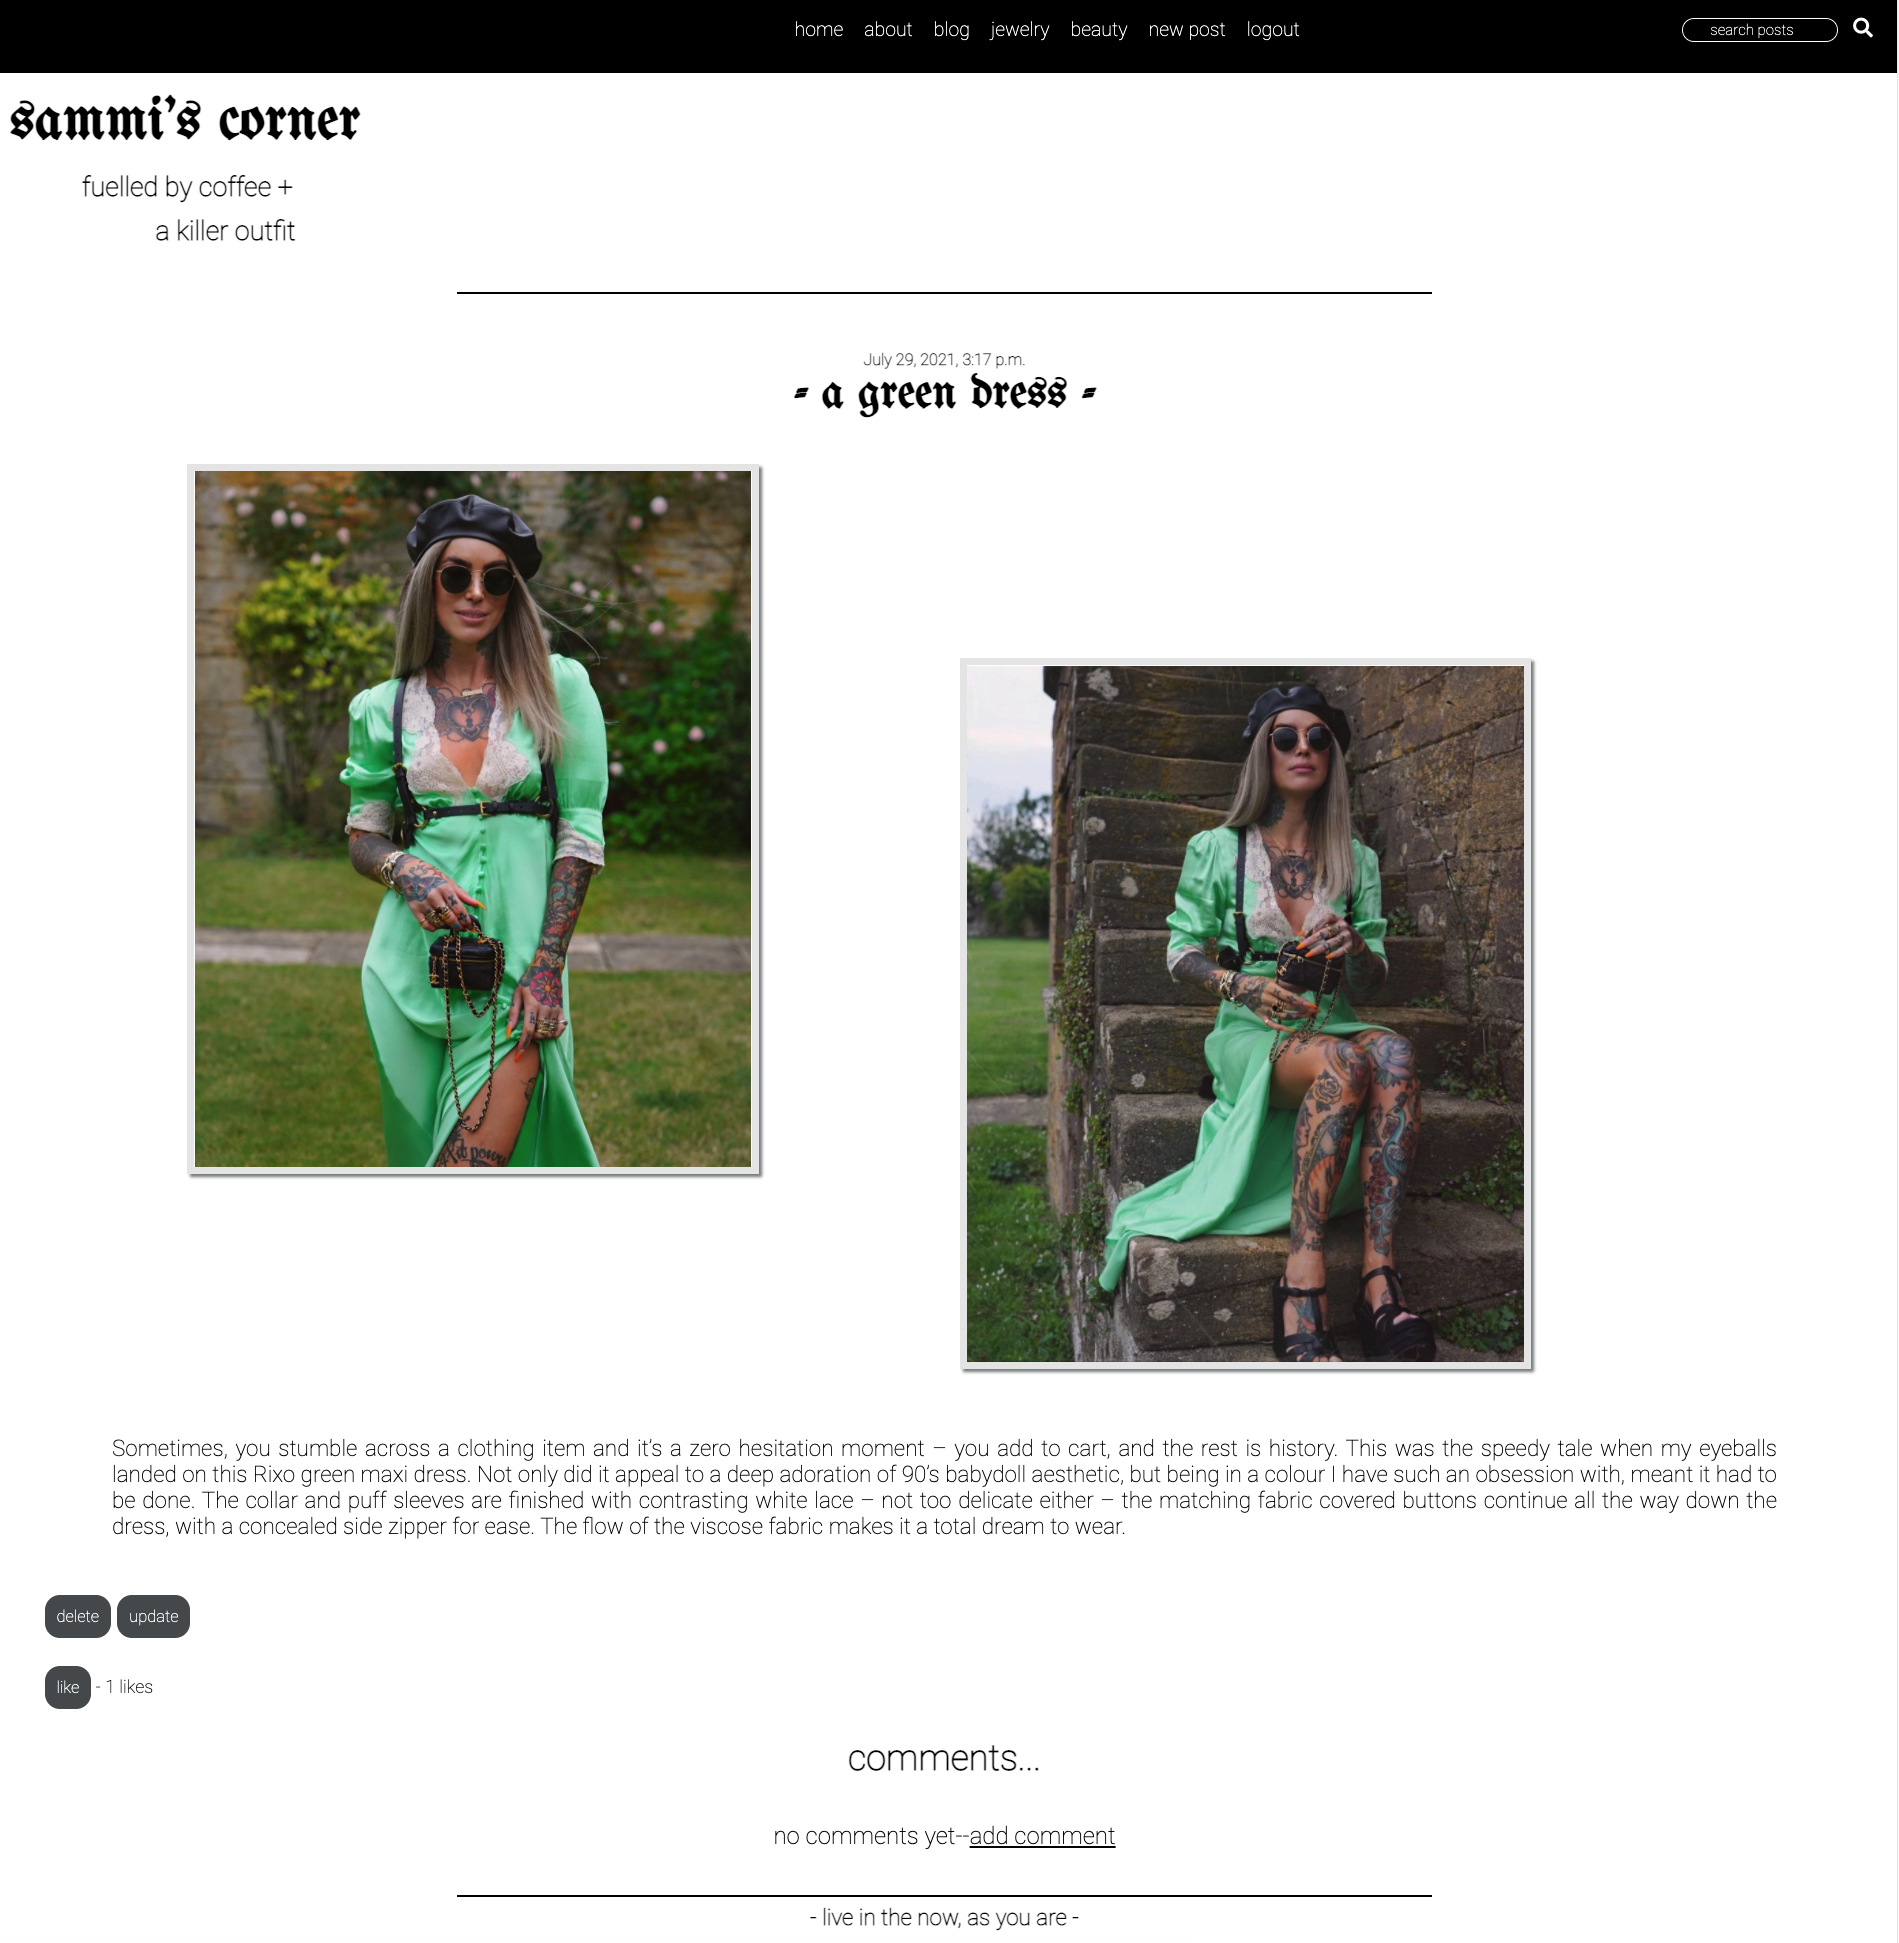 home about blog jewelry beauty new post logout search posts
sammi's corner
fuelled by coffee +
a killer outfit
July 29, 2021, 3:17 p.m.
- a green dress -
Sometimes, you stumble across a clothing item and it's a zero hesitation moment – you add to cart, and the rest is history. This was the speedy tale when my eyeballs
landed on this Rixo green maxi dress. Not only did it appeal to a deep adoration of 90's babydoll aesthetic, but being in a colour I have such an obsession with, meant it had to
be done. The collar and puff sleeves are finished with contrasting white lace – not too delicate either – the matching fabric covered buttons continue all the way down the
dress, with a concealed side zipper for ease. The flow of the viscose fabric makes it a total dream to wear.
delete update
like - 1 likes
comments...
no comments yet--add comment
- live in the now, as you are -